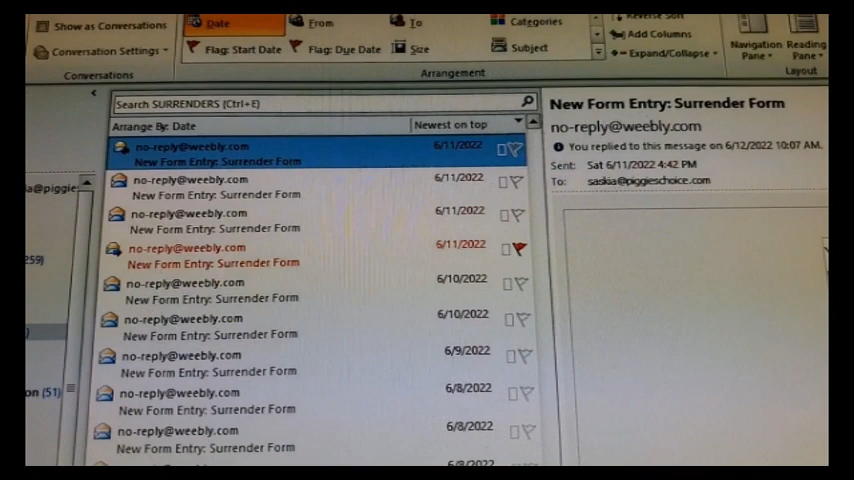 Show as Conversations
Conversation Settings
Conversations
Date
From
To
Categories
Flag: Start Date
Flag: Due Date
Size
Subject
Arrangement
Reverse Sort
Add Columns
Expand/Collapse
Navigation Pane
Reading Pane
Layout
Search SURRENDERS (Ctrl+E)
Arrange By: Date
Newest on top
no-reply@weebly.com 6/11/2022
New Form Entry: Surrender Form
no-reply@weebly.com 6/11/2022
New Form Entry: Surrender Form
no-reply@weebly.com 6/11/2022
New Form Entry: Surrender Form
no-reply@weebly.com 6/11/2022
New Form Entry: Surrender Form
no-reply@weebly.com 6/10/2022
New Form Entry: Surrender Form
no-reply@weebly.com 6/10/2022
New Form Entry: Surrender Form
no-reply@weebly.com 6/9/2022
New Form Entry: Surrender Form
no-reply@weebly.com 6/8/2022
New Form Entry: Surrender Form
no-reply@weebly.com 6/8/2022
New Form Entry: Surrender Form
6/8/2022
a@piggie
259)
on (51)
New Form Entry: Surrender Form
no-reply@weebly.com
You replied to this message on 6/12/2022 10:07 AM.
Sent: Sat 6/11/2022 4:42 PM
To: saskia@piggieschoice.com